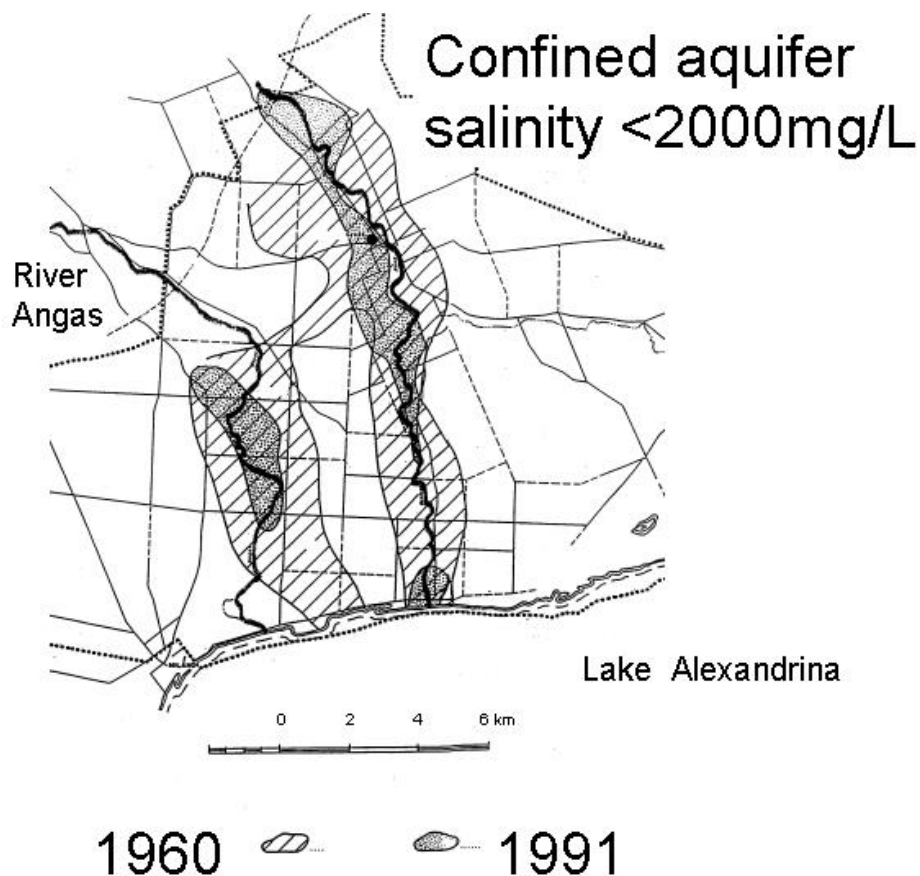 Confined aquifer
salinity <2000mg/L
River
Angas
Lake Alexandrina
0 2 4 6 km
1960 1991